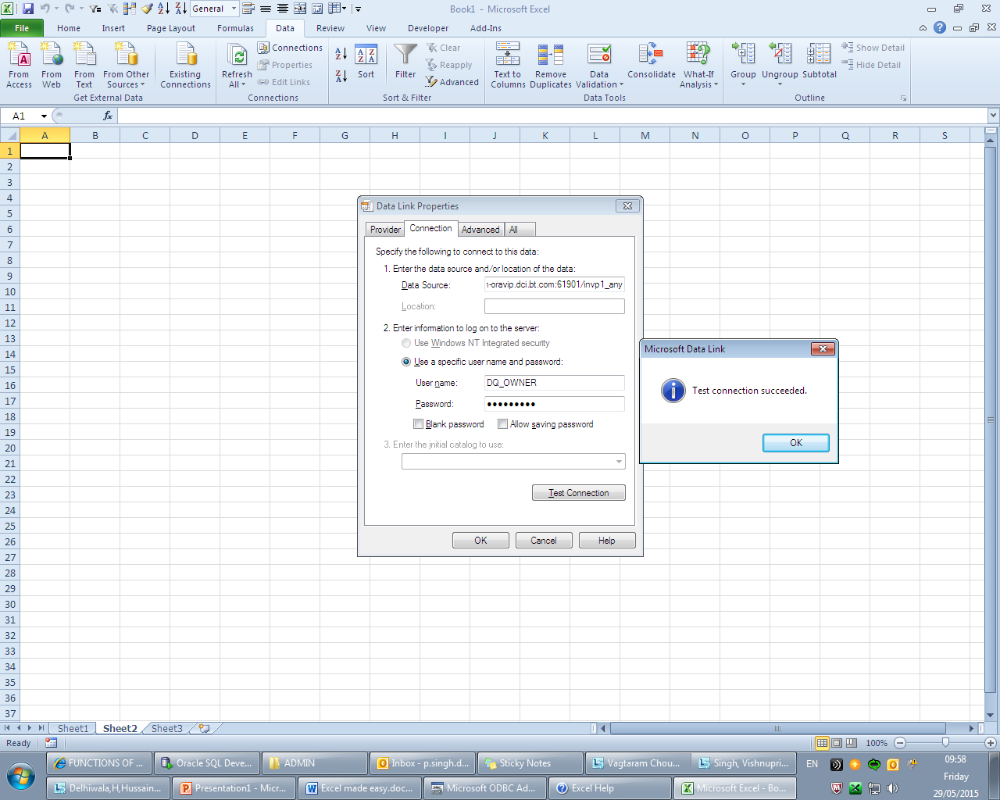 General
Book1 - Microsoft Excel
File Home Insert Page Layout Formulas Data Review View Developer Add-Ins
From Access
From Web
From Text
From Other Sources
Existing Connections
Get External Data
Refresh All
Connections
Properties
Edit Links
Connections
Sort
Filter
Clear
Reapply
Advanced
Sort & Filter
Text to Columns
Remove Duplicates
Data Validation
Consolidate
What-If Analysis
Data Tools
Group
Ungroup
Subtotal
Show Detail
Hide Detail
Outline
A1 fx
A B C D E F G H I J K L M N O P Q R S
1
2
3
4
5
6
7
8
9
10
11
12
13
14
15
16
17
18
19
20
21
22
23
24
25
26
27
28
29
30
31
32
33
34
35
36
37
Data Link Properties
Provider Connection Advanced All
Specify the following to connect to this data:
1. Enter the data source and/or location of the data:
Data Source: -oravip.dci.bt.com:61901/invp1_any
Location:
2. Enter information to log on to the server:
Use Windows NT Integrated security
Use a specific user name and password:
User name: DQ_OWNER
Password: ●●●●●●●●●
Blank password Allow saving password
3. Enter the initial catalog to use:
Test Connection
OK Cancel Help
Microsoft Data Link
Test connection succeeded.
OK
Sheet1 Sheet2 Sheet3
Ready 100%
FUNCTIONS OF ... Oracle SQL Deve... ADMIN Inbox - p.singh.d... Sticky Notes Vagtaram Chou... Singh, Vishnupri... EN 09:58
Friday
Delhiwala,H,Hussain... Presentation1 - Micr... Excel made easy.doc... Microsoft ODBC Ad... Excel Help Microsoft Excel - Bo... 29/05/2015